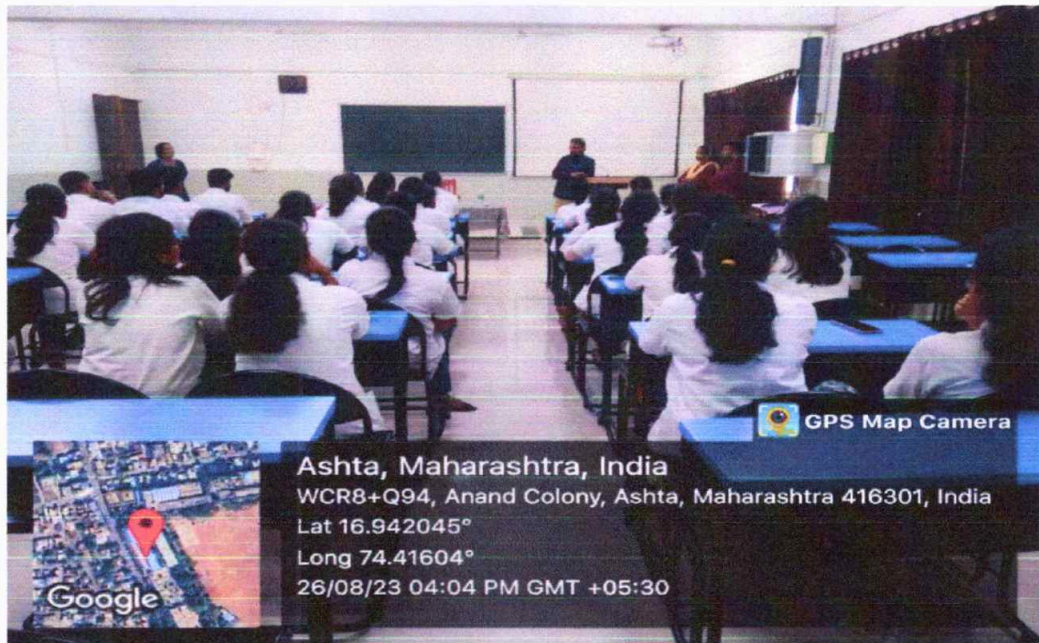 GPS Map Camera
Ashta, Maharashtra, India
WCR8+Q94, Anand Colony, Ashta, Maharashtra 416301, India
Lat 16.942045°
Long 74.41604°
26/08/23 04:04 PM GMT +05:30
Google